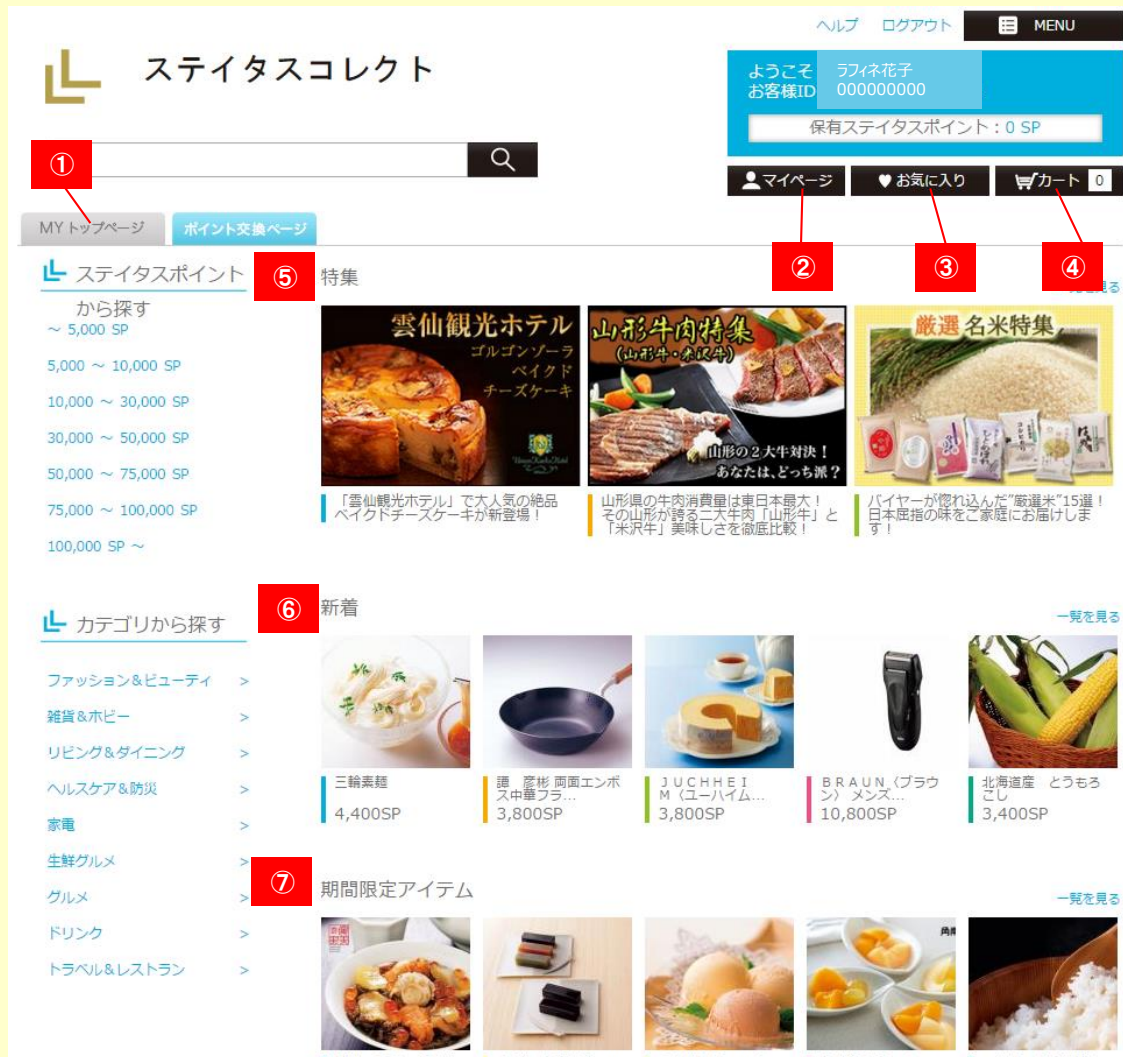 ヘルプ ログアウト MENU
ステイタスコレクト
ようこそ ラフィネ花子
お客様ID 000000000
保有ステイタスポイント：0 SP
①
マイページ お気に入り カート 0
MYトップページ ポイント交換ページ
② ③ ④
ステイタスポイント
から探す
～ 5,000 SP
5,000 ～ 10,000 SP
10,000 ～ 30,000 SP
30,000 ～ 50,000 SP
50,000 ～ 75,000 SP
75,000 ～ 100,000 SP
100,000 SP ～
⑤ 特集
雲仙観光ホテル
ゴルゴンゾーラ
ベイクド
チーズケーキ
「雲仙観光ホテル」で大人気の絶品
ベイクドチーズケーキが新登場！
山形牛肉特集
(山形牛・米沢牛)
山形の2大牛対決！
あなたは、どっち派？
山形県の牛肉消費量は東日本最大！
その山形が誇る二大牛肉「山形牛」と
「米沢牛」美味しさを徹底比較！
厳選 名米特集
バイヤーが惚れ込んだ”厳選米”15選！
日本屈指の味をご家庭にお届けしま
す！
カテゴリから探す
ファッション&ビューティ >
雑貨&ホビー >
リビング&ダイニング >
ヘルスケア&防災 >
家電 >
生鮮グルメ >
グルメ >
ドリンク >
トラベル&レストラン >
⑥ 新着 一覧を見る
三輪素麺
4,400SP
譚 彦彬 両面エンボ
ス中華フラ...
3,800SP
ＪＵＣＨＨＥＩ
Ｍ〈ユーハイム...
3,800SP
ＢＲＡＵＮ〈ブラウ
ン〉 メンズ...
10,800SP
北海道産 とうもろ
こし
3,400SP
⑦ 期間限定アイテム 一覧を見る